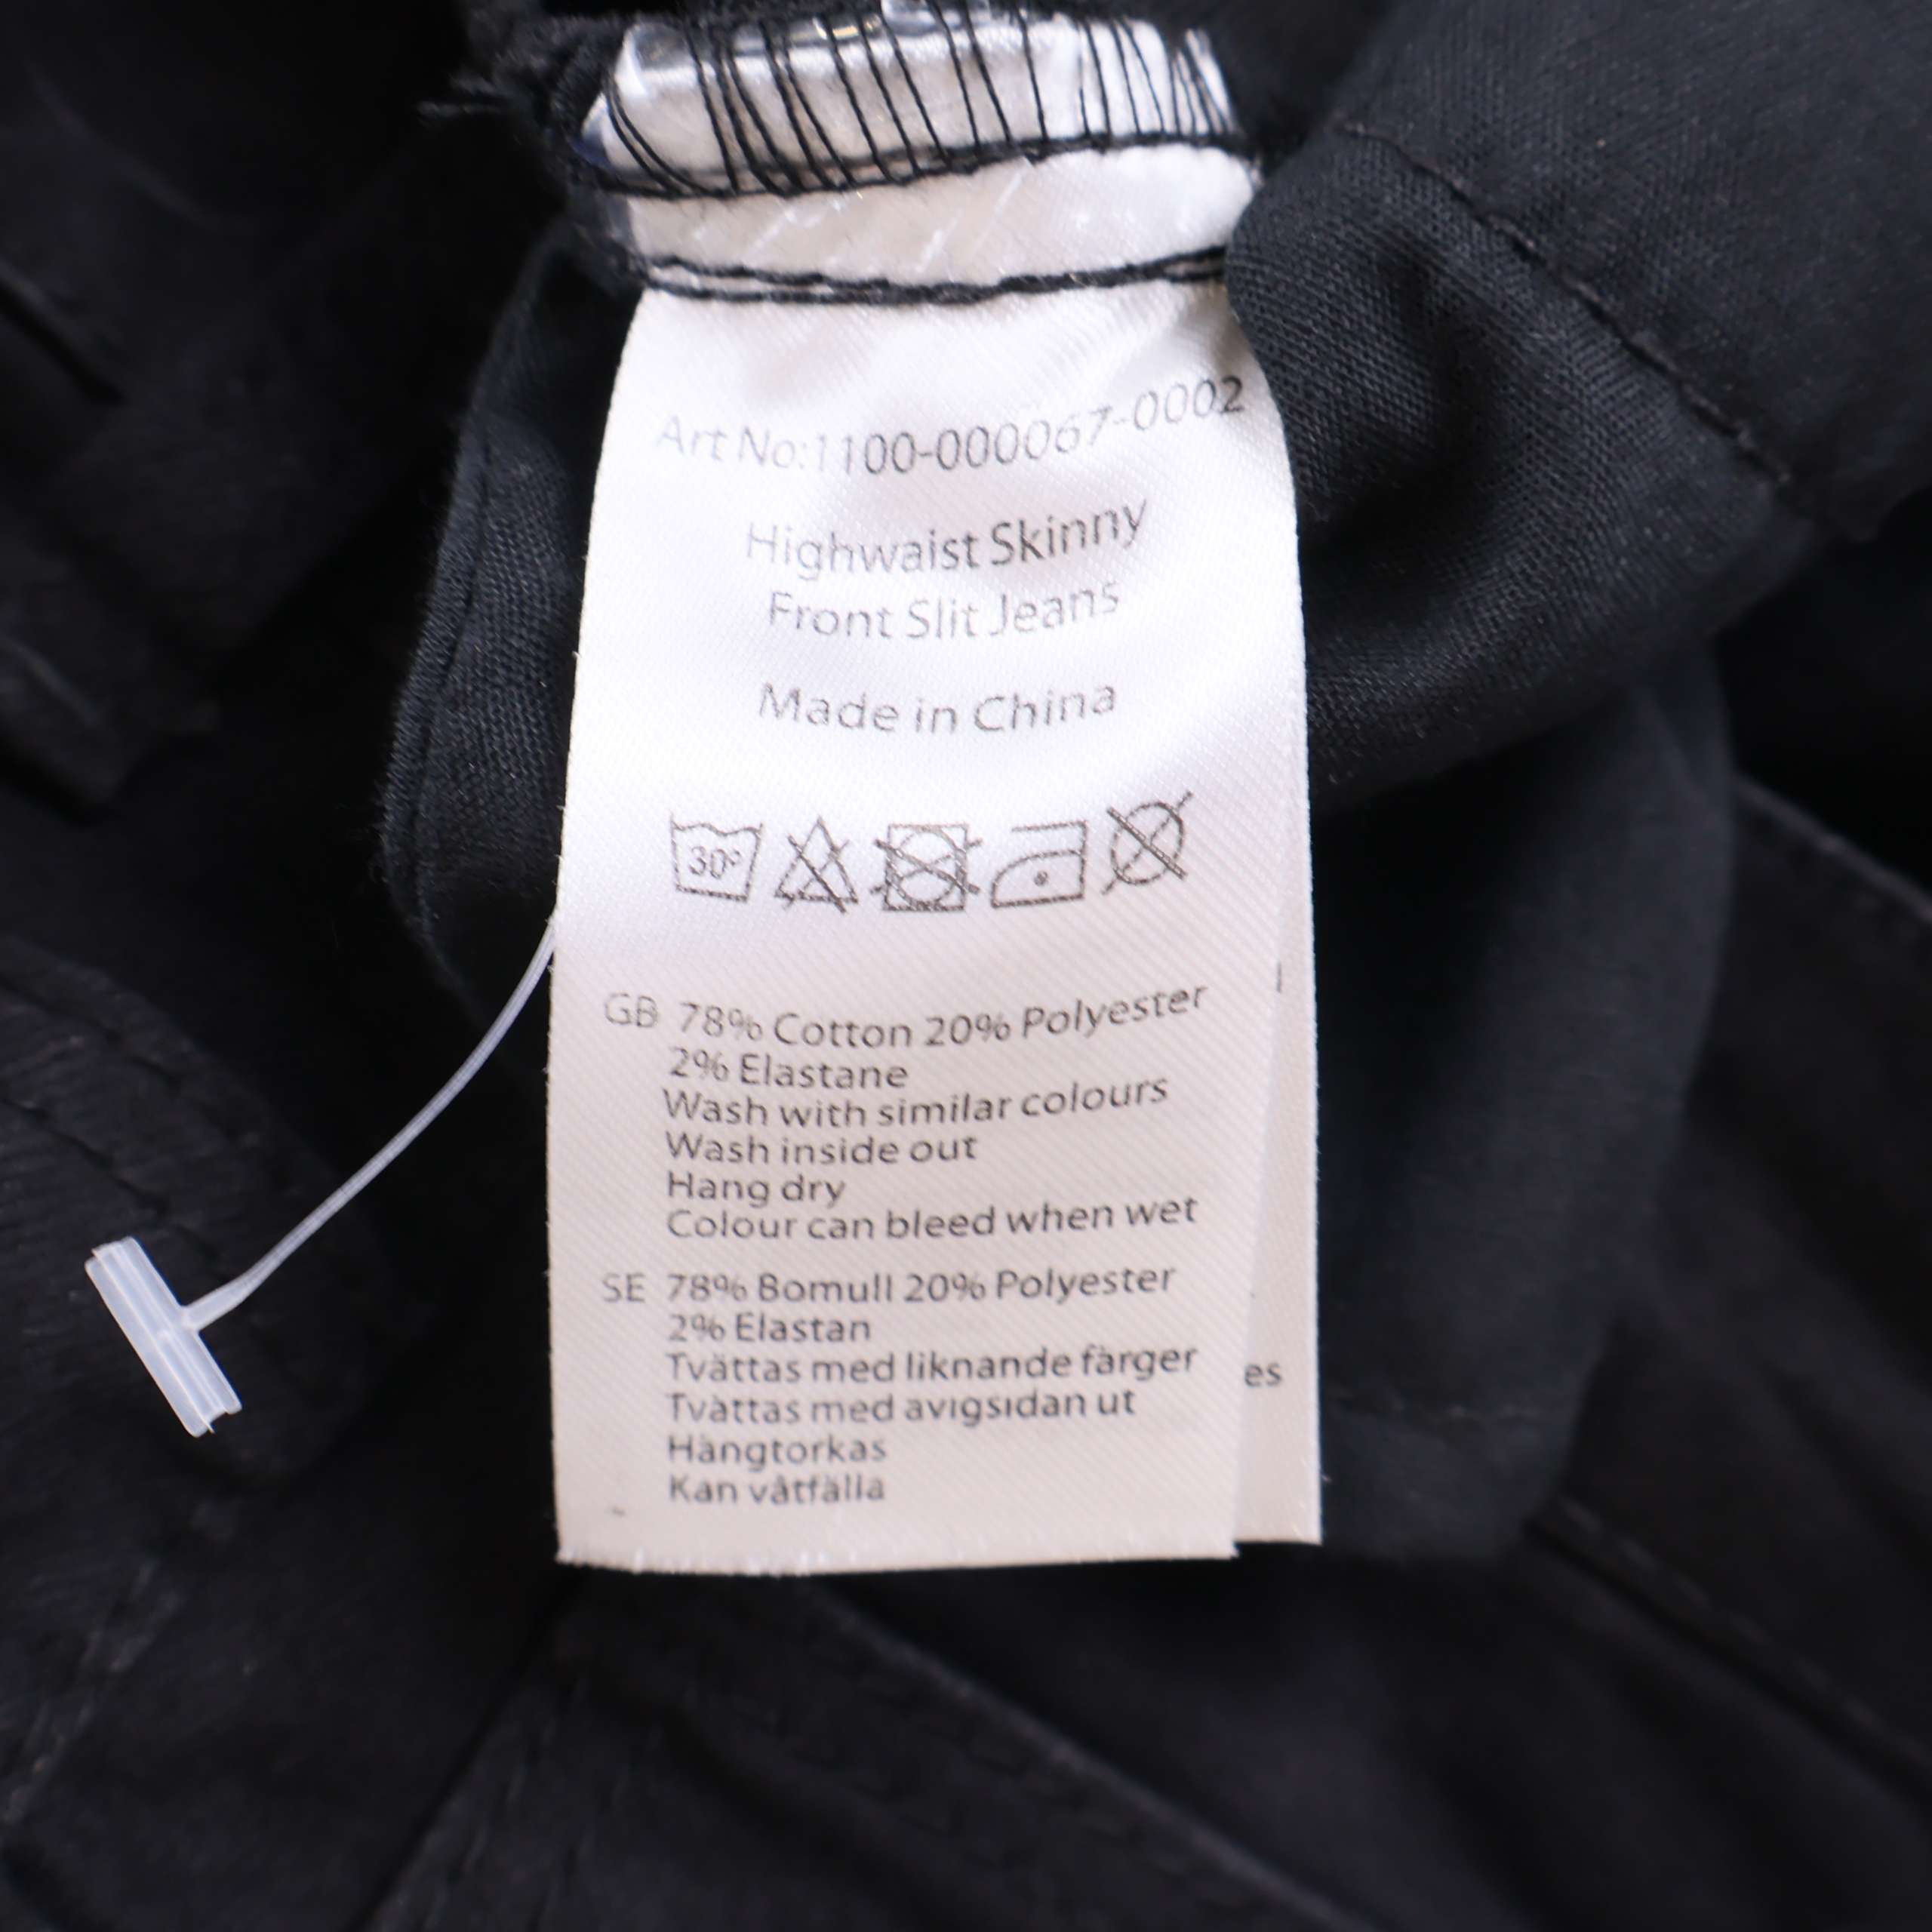 Art No:1100-000067-0002
Highwaist Skinny
Front Slit Jeans
Made in China
30°
GB 78% Cotton 20% Polyester
2% Elastane
Wash with similar colours
Wash inside out
Hang dry
Colour can bleed when wet
SE 78% Bomull 20% Polyester
2% Elastan
Tvättas med liknande färger
Tvättas med avigsidan ut
Hängtorkas
Kan våtfälla
es